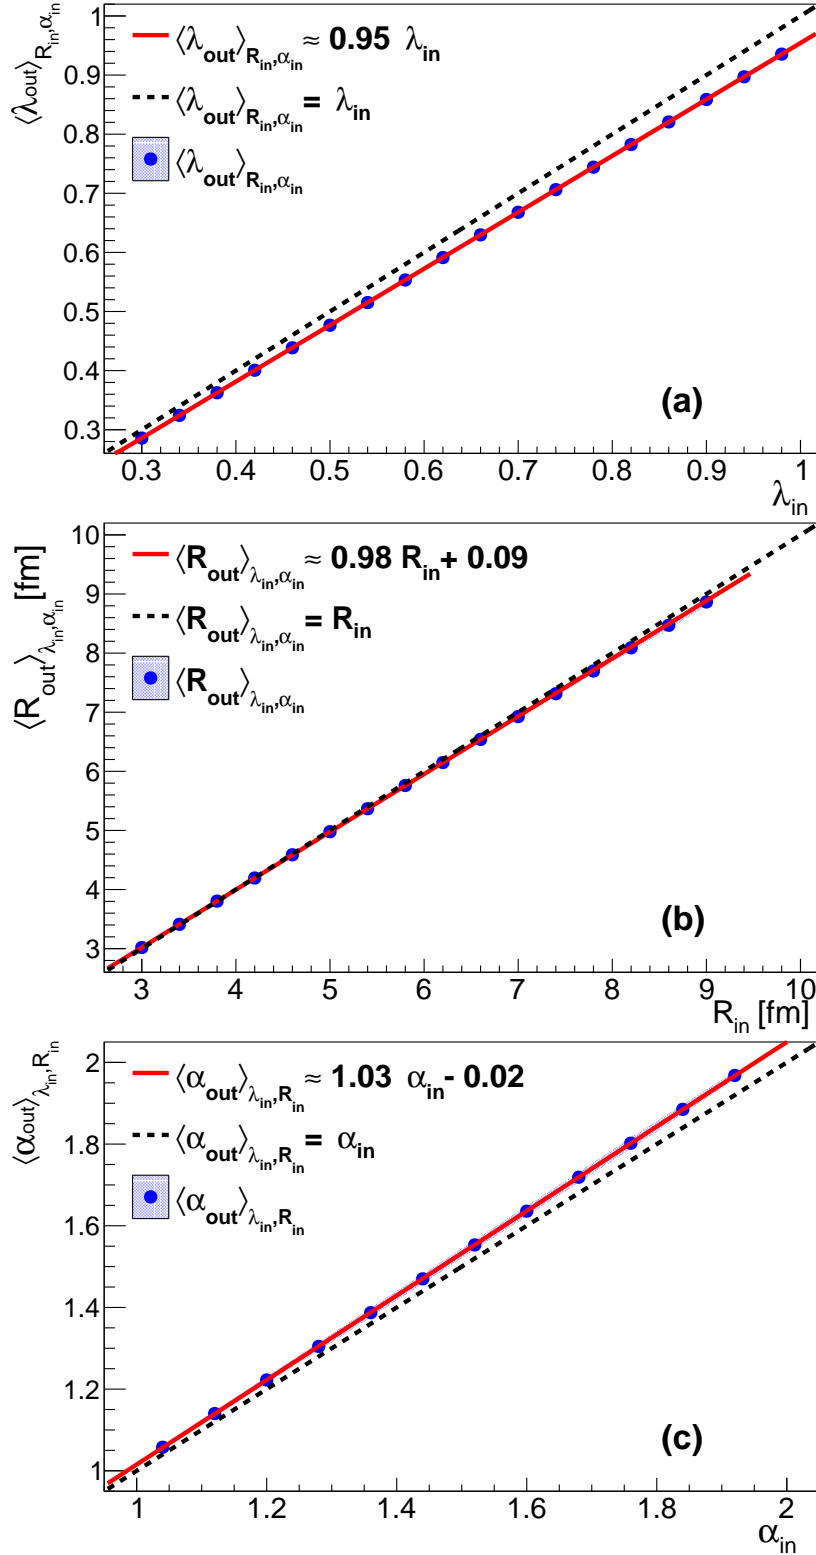 ⟨λout⟩Rin,αin
1
0.9
0.8
0.7
0.6
0.5
0.4
0.3
⟨λout⟩Rin,αin ≈ 0.95 λin
⟨λout⟩Rin,αin = λin
⟨λout⟩Rin,αin
(a)
0.3 0.4 0.5 0.6 0.7 0.8 0.9 1
λin
⟨Rout⟩λin,αin [fm]
10
9
8
7
6
5
4
3
⟨Rout⟩λin,αin ≈ 0.98 Rin + 0.09
⟨Rout⟩λin,αin = Rin
⟨Rout⟩λin,αin
(b)
3 4 5 6 7 8 9 10
Rin [fm]
⟨αout⟩λin,Rin
2
1.8
1.6
1.4
1.2
1
⟨αout⟩λin,Rin ≈ 1.03 αin - 0.02
⟨αout⟩λin,Rin = αin
⟨αout⟩λin,Rin
(c)
1 1.2 1.4 1.6 1.8 2
αin